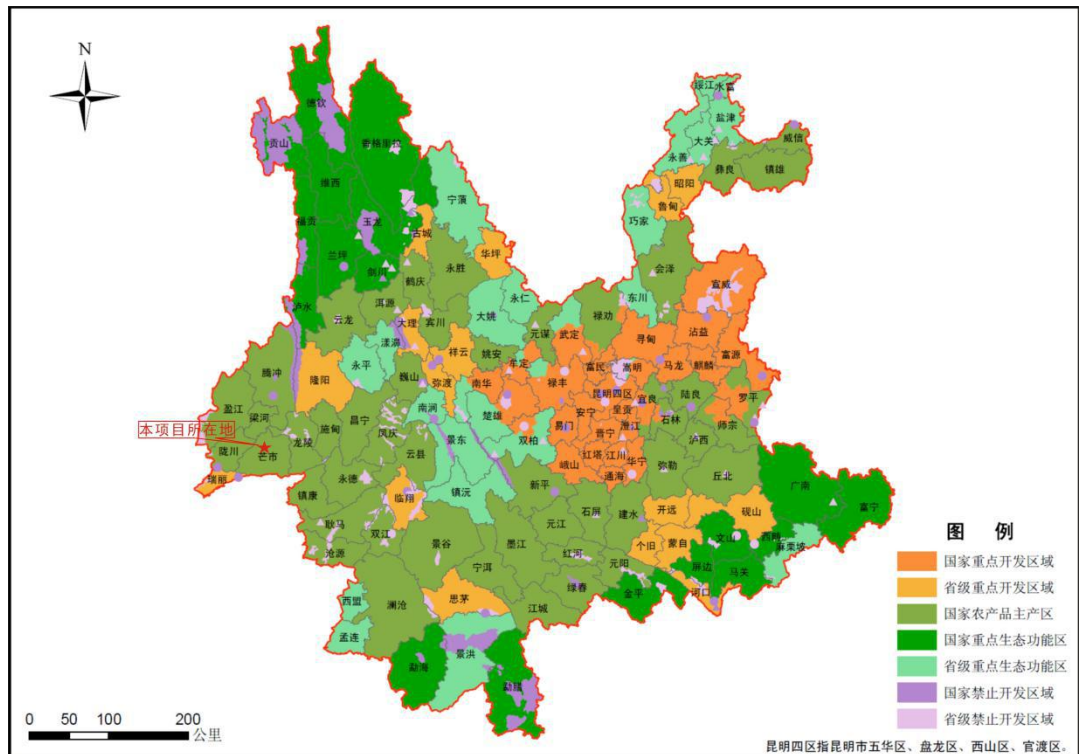 N
德钦
贡山
香格里拉
维西
福贡
玉龙
宁蒗
古城
兰坪
剑川
华坪
永胜
鹤庆
泸水
云龙
洱源
大理
宾川
漾濞
永平
祥云
巍山
弥渡
南涧
隆阳
腾冲
盈江
梁河
本项目所在地
陇川
芒市
龙陵
施甸
昌宁
凤庆
云县
瑞丽
永德
镇康
临翔
耿马
双江
沧源
绥江
水富
盐津
大关
永善
威信
镇雄
彝良
昭阳
鲁甸
巧家
会泽
东川
宣威
沾益
富源
麒麟
马龙
寻甸
禄劝
武定
元谋
永仁
大姚
姚安
牟定
南华
楚雄
禄丰
双柏
富民
嵩明
昆明四区
宜良
呈贡
安宁
晋宁
澄江
易门
红塔
江川
华宁
通海
峨山
石林
陆良
罗平
师宗
泸西
弥勒
丘北
广南
富宁
砚山
文山
西畴
麻栗坡
马关
屏边
河口
开远
个旧
蒙自
建水
石屏
元阳
红河
金平
绿春
元江
新平
墨江
景东
镇沅
景谷
宁洱
思茅
江城
澜沧
西盟
孟连
勐海
景洪
勐腊
图 例
国家重点开发区域
省级重点开发区域
国家农产品主产区
国家重点生态功能区
省级重点生态功能区
国家禁止开发区域
省级禁止开发区域
0 50 100 200
公里
昆明四区指昆明市五华区、盘龙区、西山区、官渡区。